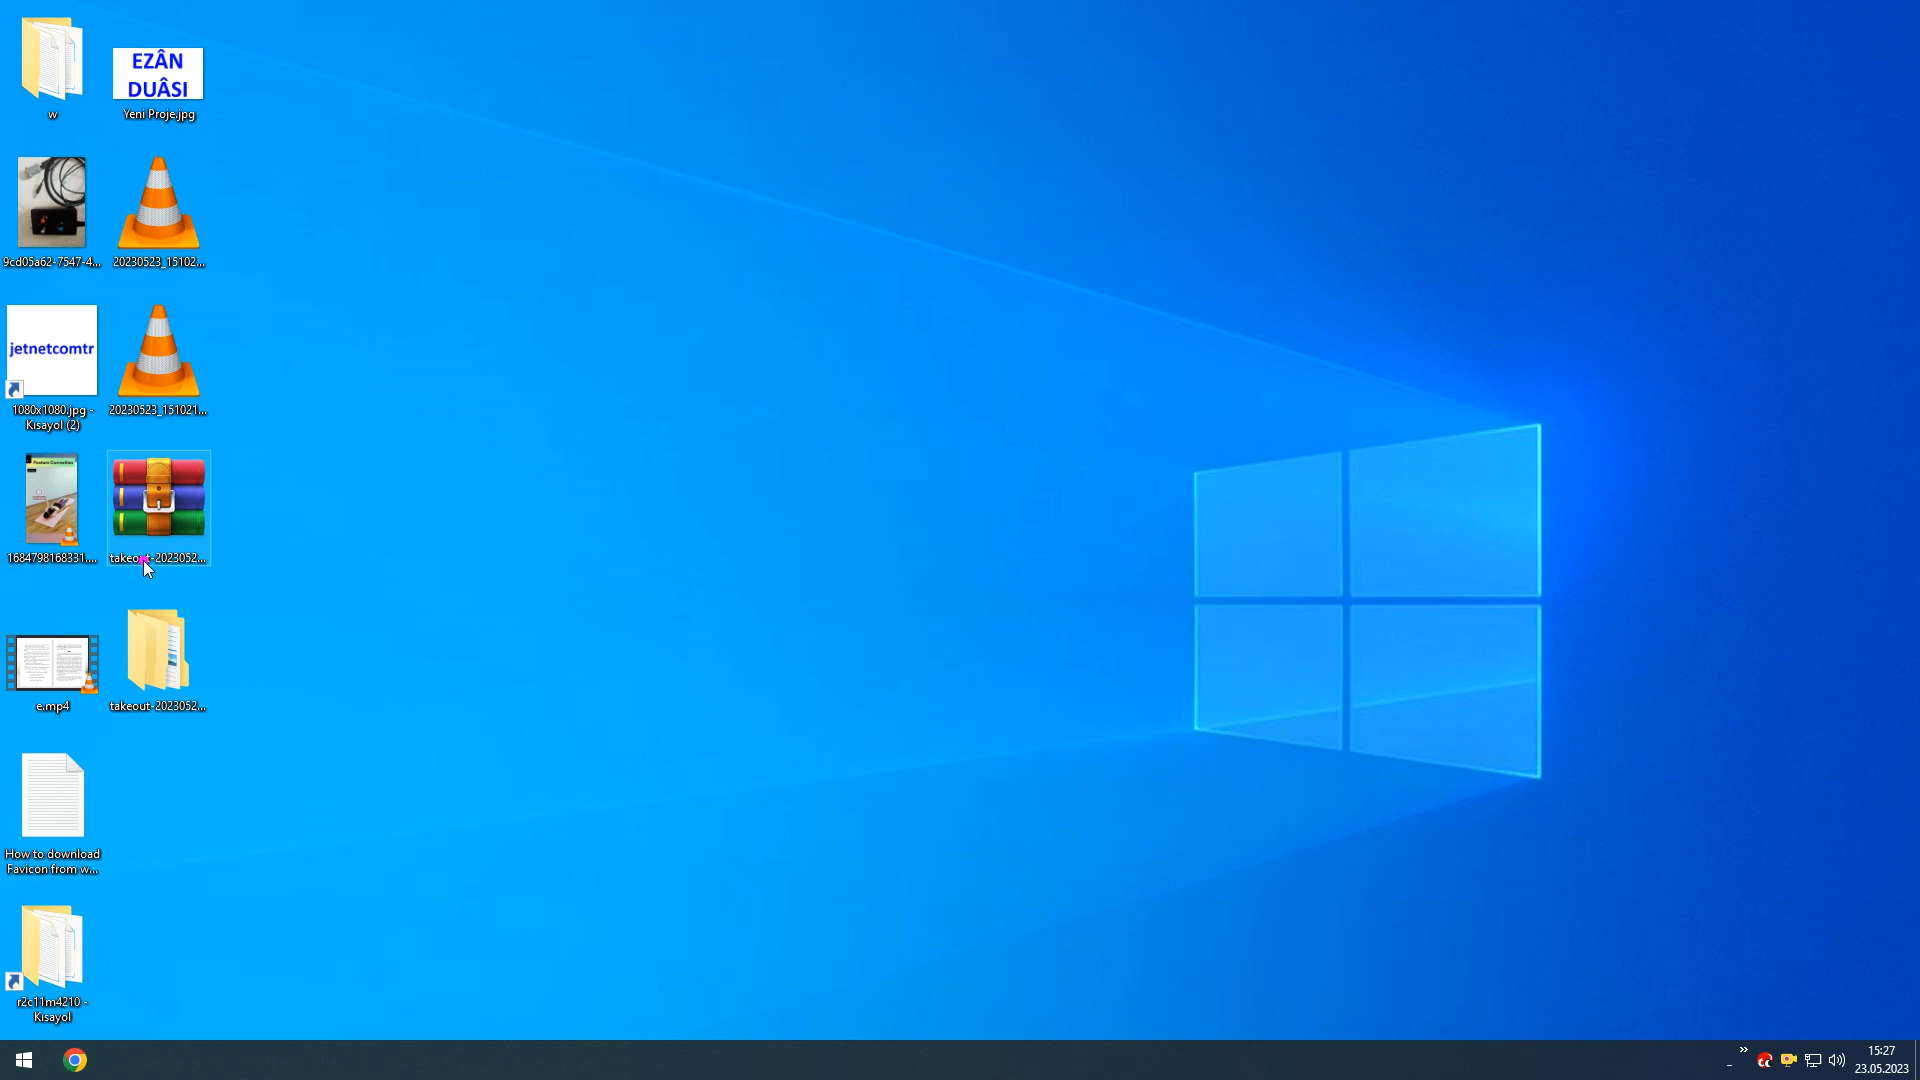 w
EZÂN
DUÂSI
Yeni Proje.jpg
9cd05a62-7547-4...
20230523_15102...
jetnetcomtr
1080x1080.jpg -
Kısayol (2)
20230523_151021...
1684798168331....
takeout-2023052...
e.mp4
takeout-2023052...
How to download
Favicon from w...
r2c11m4210 -
Kısayol
15:27
23.05.2023